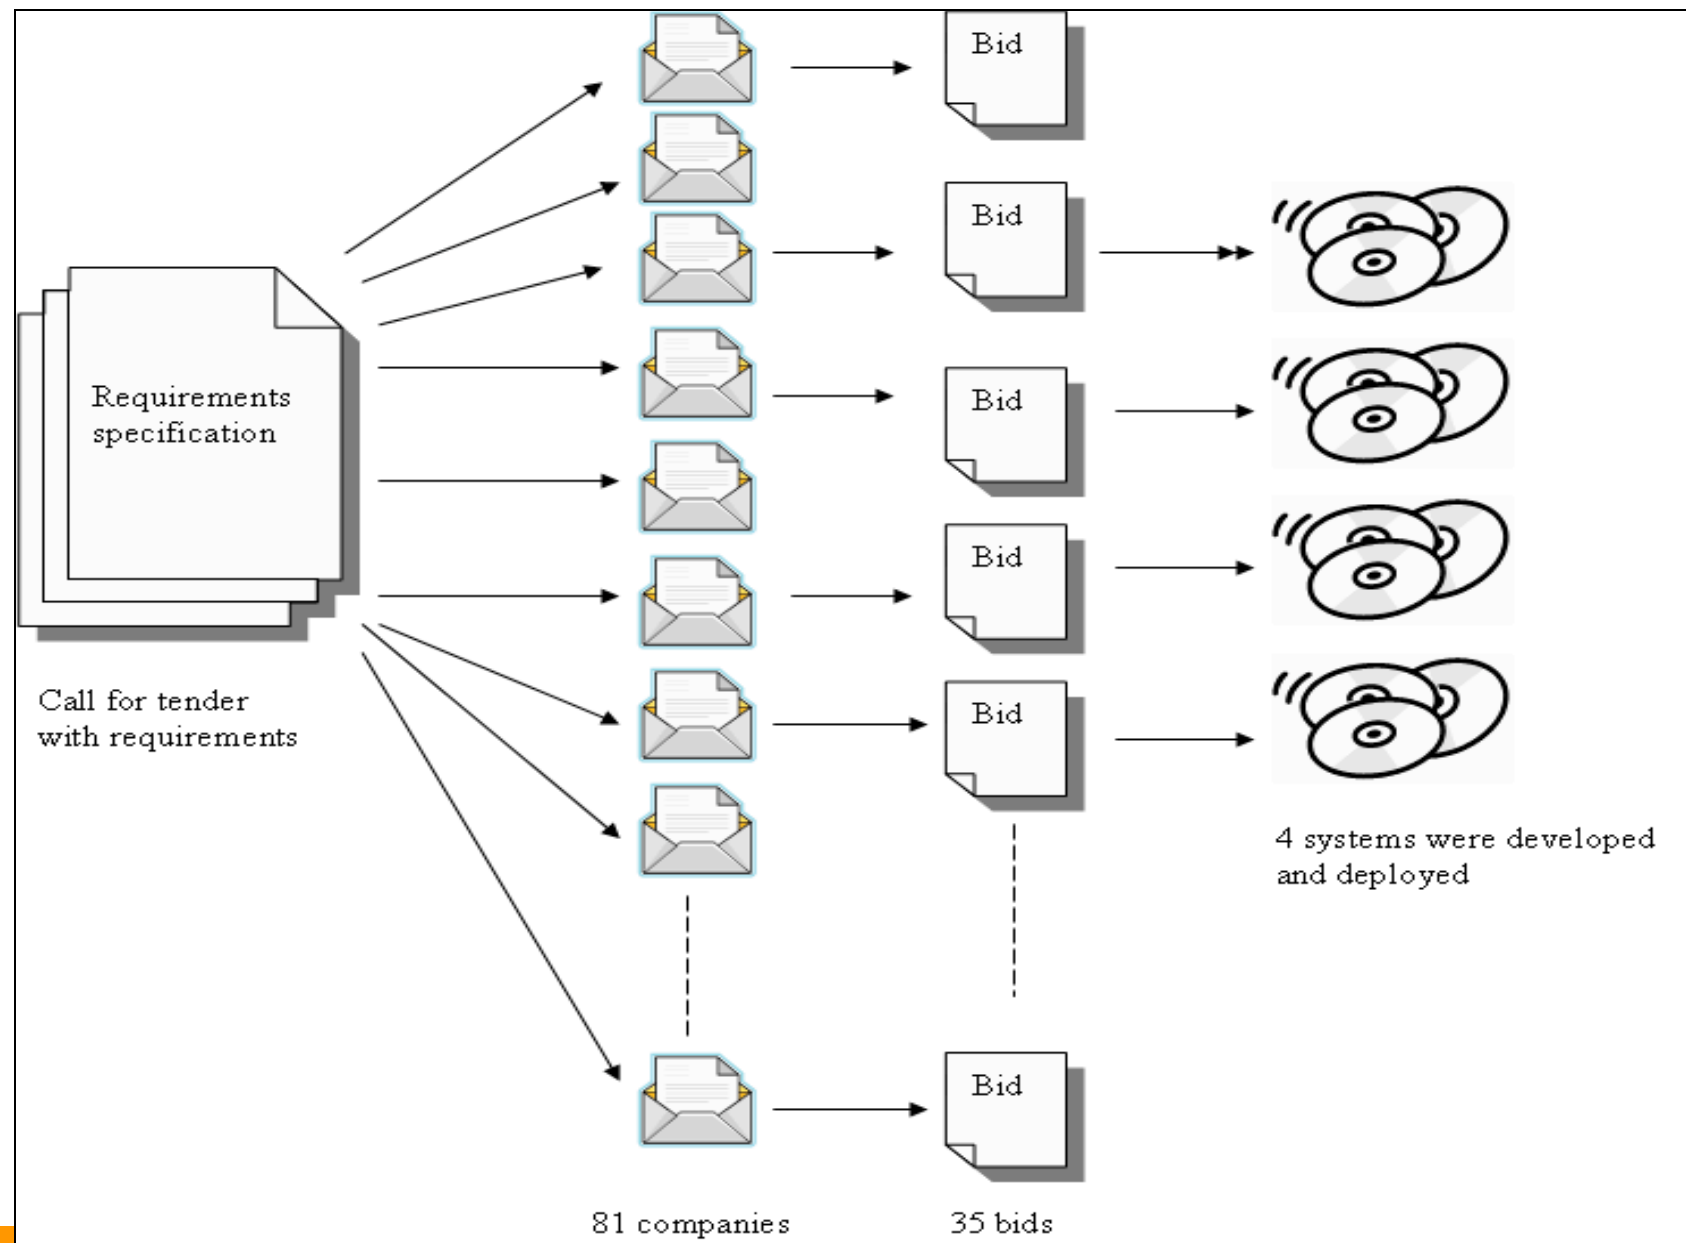 Bid
Bid
Requirements
specification
Bid
Bid
Call for tender
with requirements
Bid
4 systems were developed
and deployed
Bid
81 companies
35 bids